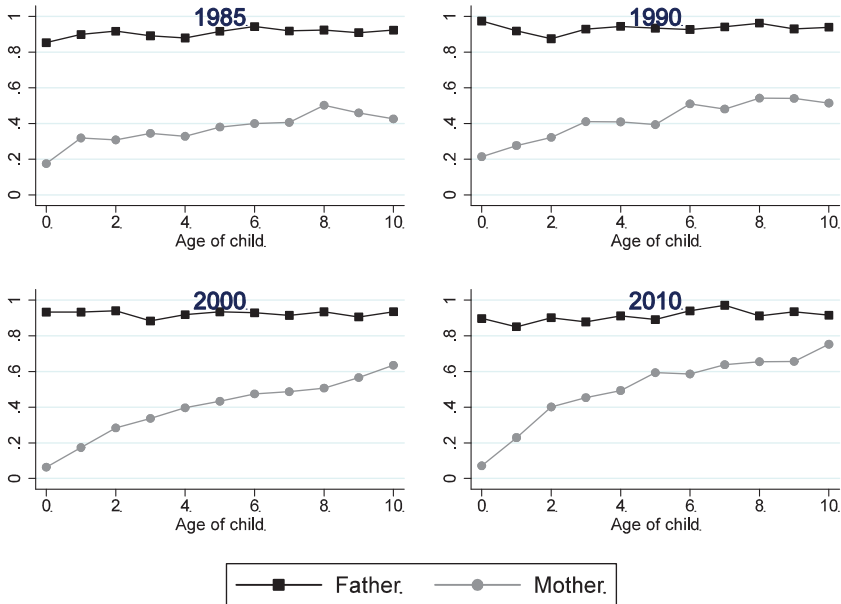 1985
0 .2 .4 .6 .8 1
0. 2. 4. 6. 8. 10.
Age of child.
1990
0 .2 .4 .6 .8 1
0. 2. 4. 6. 8. 10.
Age of child.
2000.
0 .2 .4 .6 .8 1
0. 2. 4. 6. 8. 10.
Age of child.
2010.
0 .2 .4 .6 .8 1
0. 2. 4. 6. 8. 10.
Age of child.
Father. Mother.